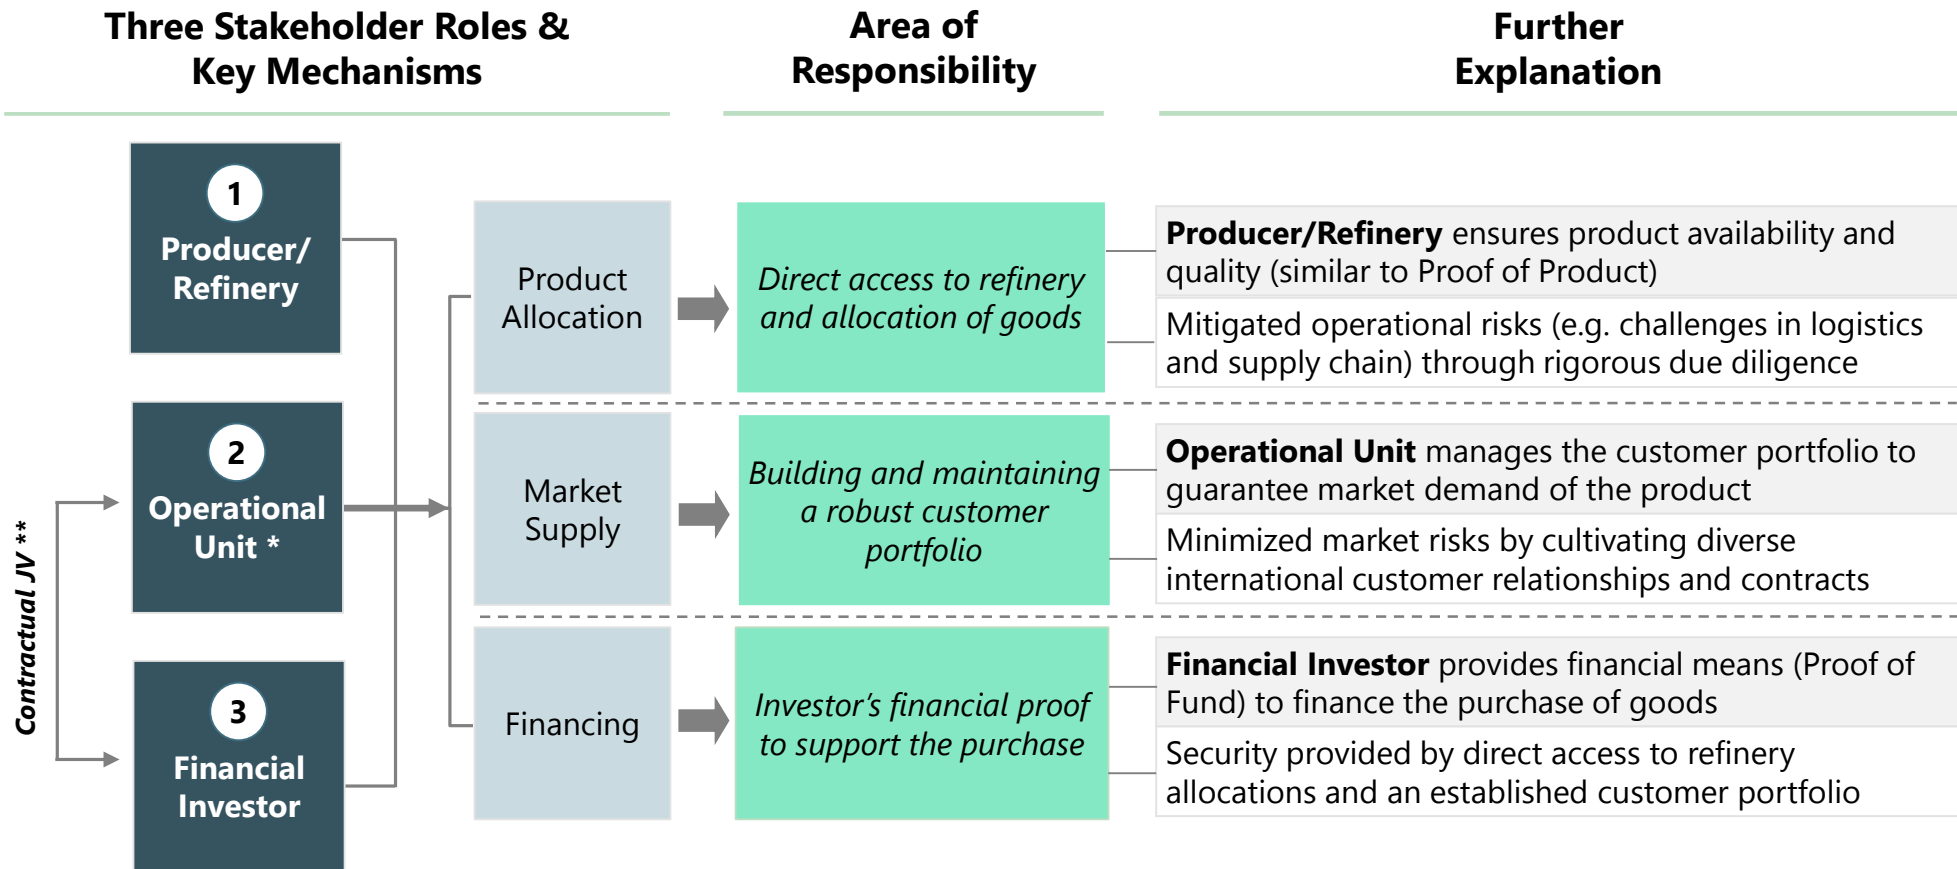 Three Stakeholder Roles &
Key Mechanisms
Area of
Responsibility
Further
Explanation
1
Producer/
Refinery
2
Operational
Unit *
3
Financial
Investor
Contractual JV **
Product
Allocation
Direct access to refinery
and allocation of goods
Producer/Refinery ensures product availability and
quality (similar to Proof of Product)
Mitigated operational risks (e.g. challenges in logistics
and supply chain) through rigorous due diligence
Market
Supply
Building and maintaining
a robust customer
portfolio
Operational Unit manages the customer portfolio to
guarantee market demand of the product
Minimized market risks by cultivating diverse
international customer relationships and contracts
Financing
Investor’s financial proof
to support the purchase
Financial Investor provides financial means (Proof of
Fund) to finance the purchase of goods
Security provided by direct access to refinery
allocations and an established customer portfolio